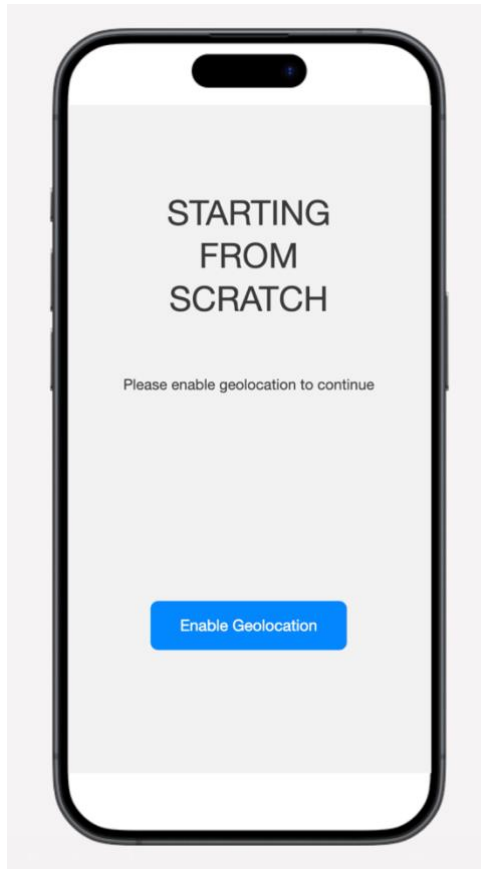 STARTING
FROM
SCRATCH
Please enable geolocation to continue
Enable Geolocation